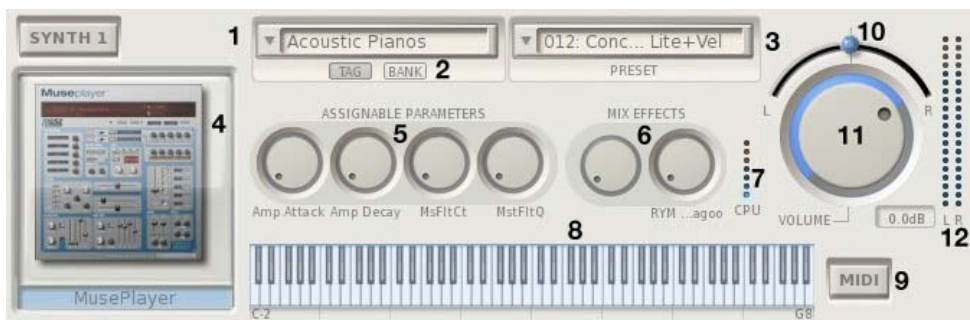 SYNTH 1
1
Acoustic Pianos
012: Conc... Lite+Vel
3
TAG
BANK
2
PRESET
10
L
R
Museplayer
4
ASSIGNABLE PARAMETERS
5
MIX EFFECTS
6
11
7
Amp Attack
Amp Decay
MsFltCt
MstFltQ
RYM ...agoo
CPU
VOLUME
0.0dB
L R
12
8
MIDI
9
MusePlayer
C-2
G8